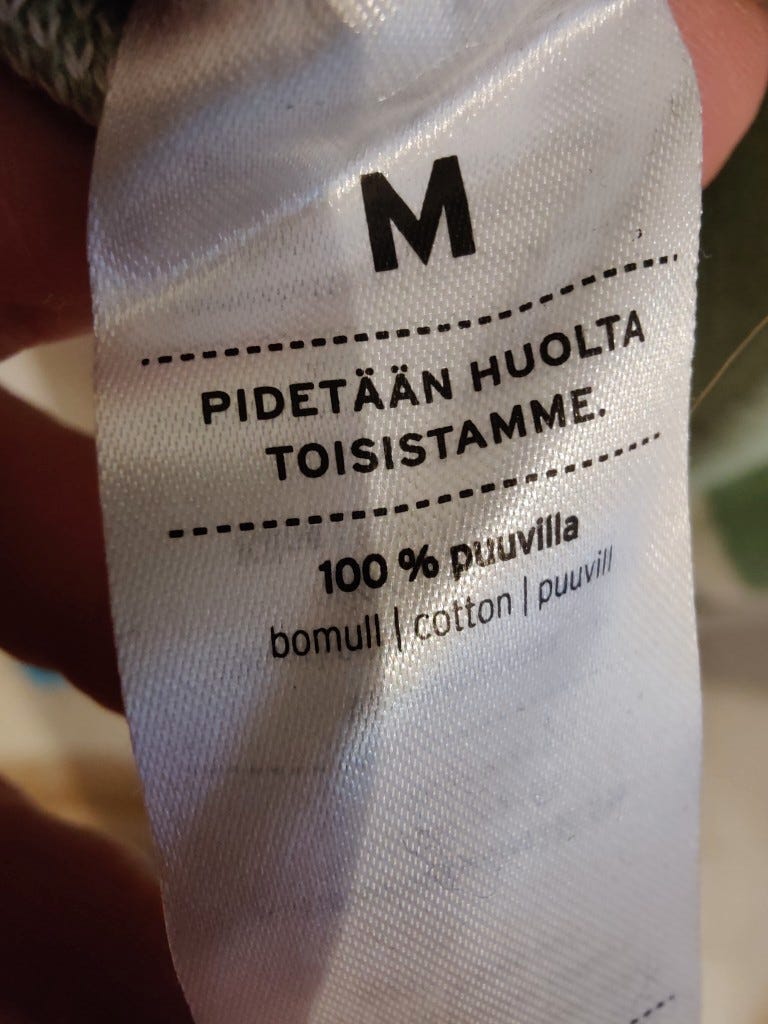 M
PIDETÄÄN HUOLTA
TOISISTAMME.
100 % puuvilla
bomull | cotton | puuvill